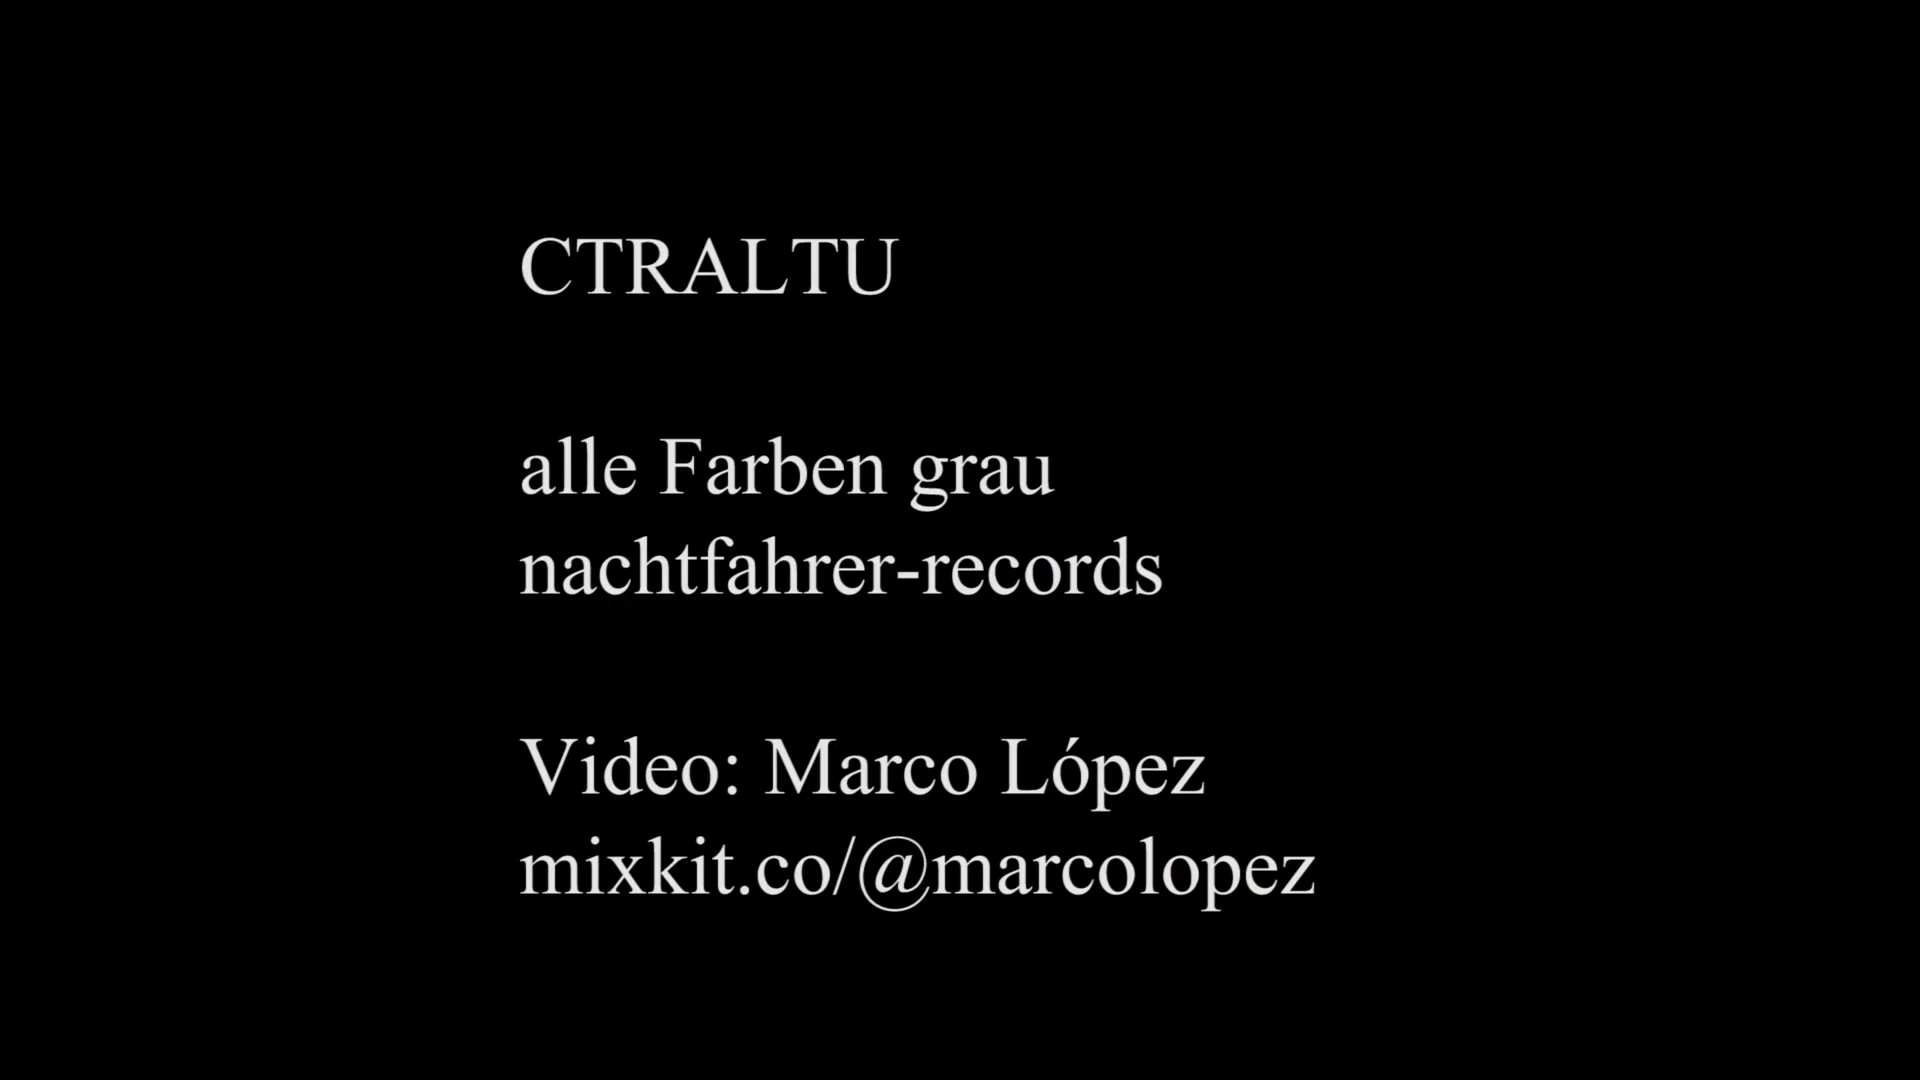 CTRALTU
alle Farben grau
nachtfahrer-records
Video: Marco López
mixkit.co/@marcolopez